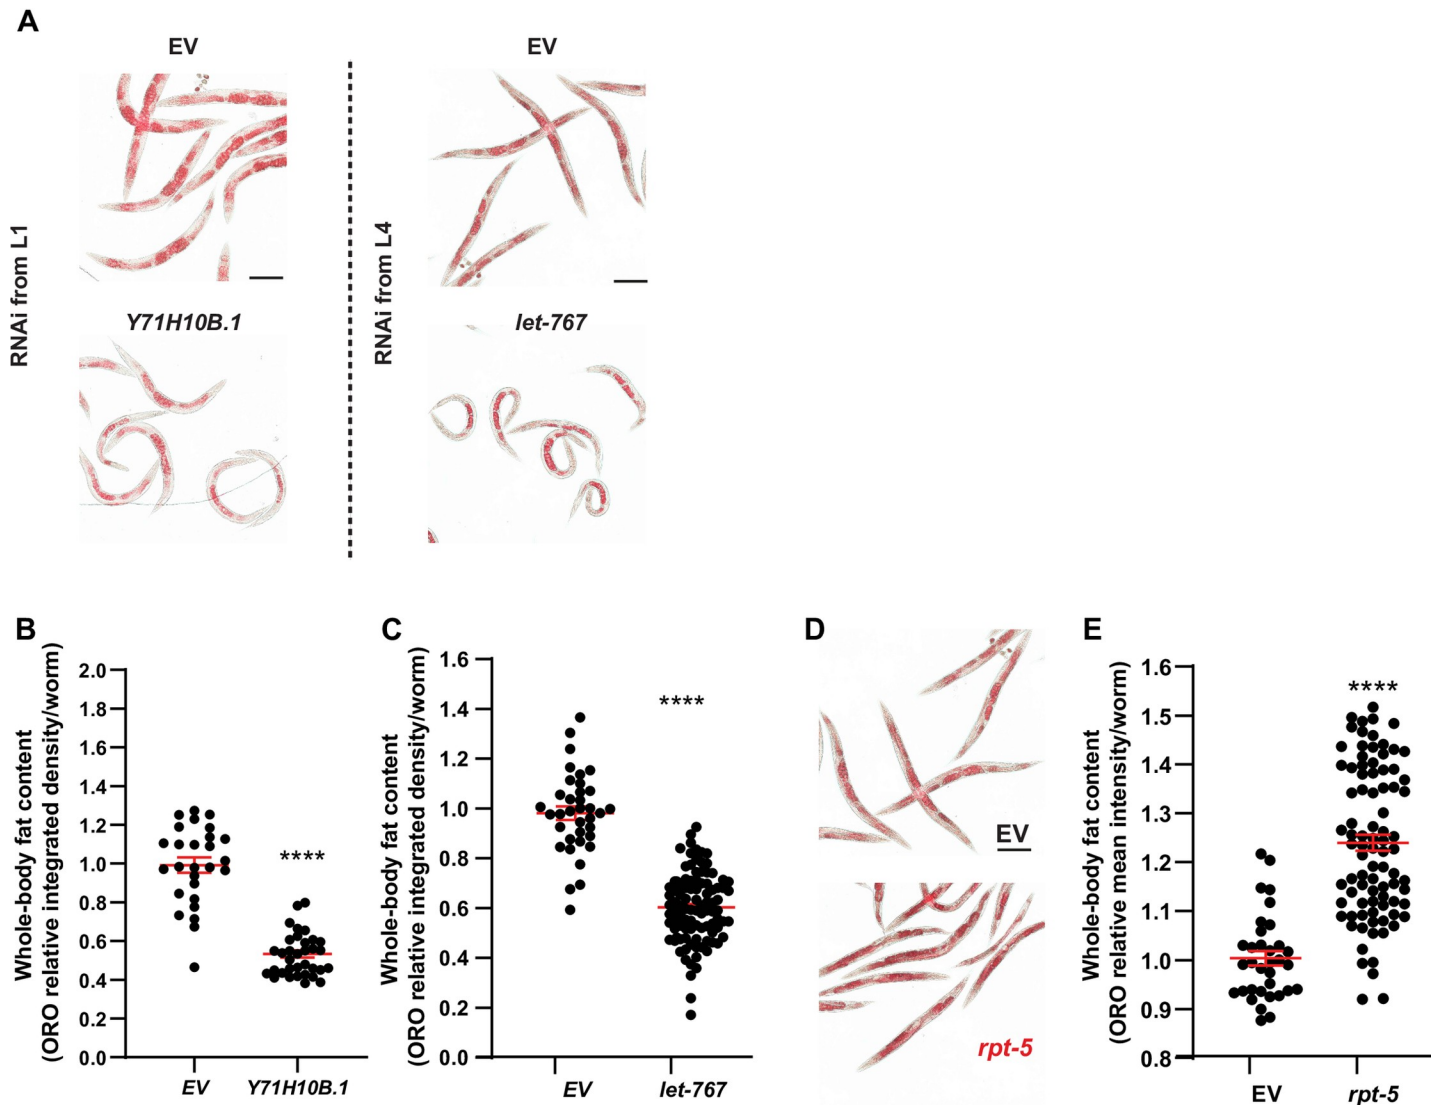 A
EV
EV
RNAi from L1
RNAi from L4
Y71H10B.1
let-767
B
Whole-body fat content
(ORO relative integrated density/worm)
2.0
1.8
1.6
1.4
1.2
1.0
0.8
0.6
0.4
0.2
0.0
****
EV
Y71H10B.1
C
Whole-body fat content
(ORO relative integrated density/worm)
1.6
1.4
1.2
1.0
0.8
0.6
0.4
0.2
0.0
****
EV
let-767
D
EV
rpt-5
E
Whole-body fat content
(ORO relative mean intensity/worm)
1.6
1.5
1.4
1.3
1.2
1.1
1.0
0.9
0.8
****
EV
rpt-5